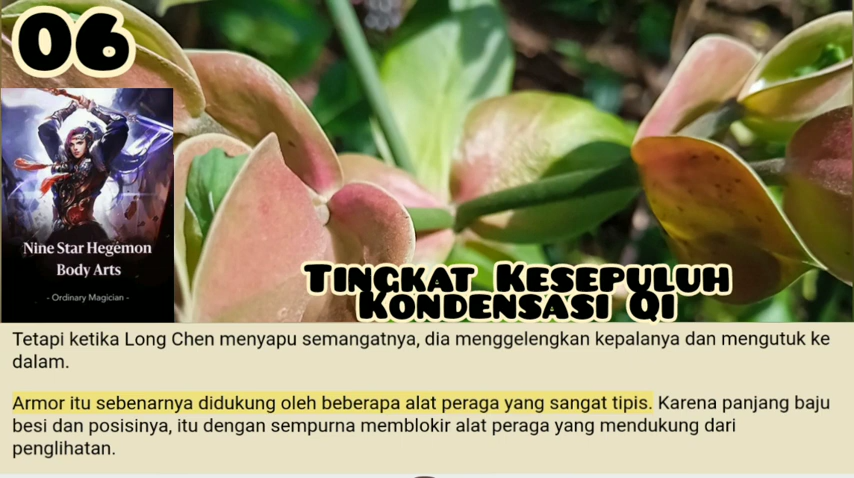 06
Nine Star Hegemon
Body Arts
- Ordinary Magician -
Tingkat Kesepuluh
Kondensasi Qi
Tetapi ketika Long Chen menyapu semangatnya, dia menggelengkan kepalanya dan mengutuk ke
dalam.
Armor itu sebenarnya didukung oleh beberapa alat peraga yang sangat tipis. Karena panjang baju
besi dan posisinya, itu dengan sempurna memblokir alat peraga yang mendukung dari
penglihatan.